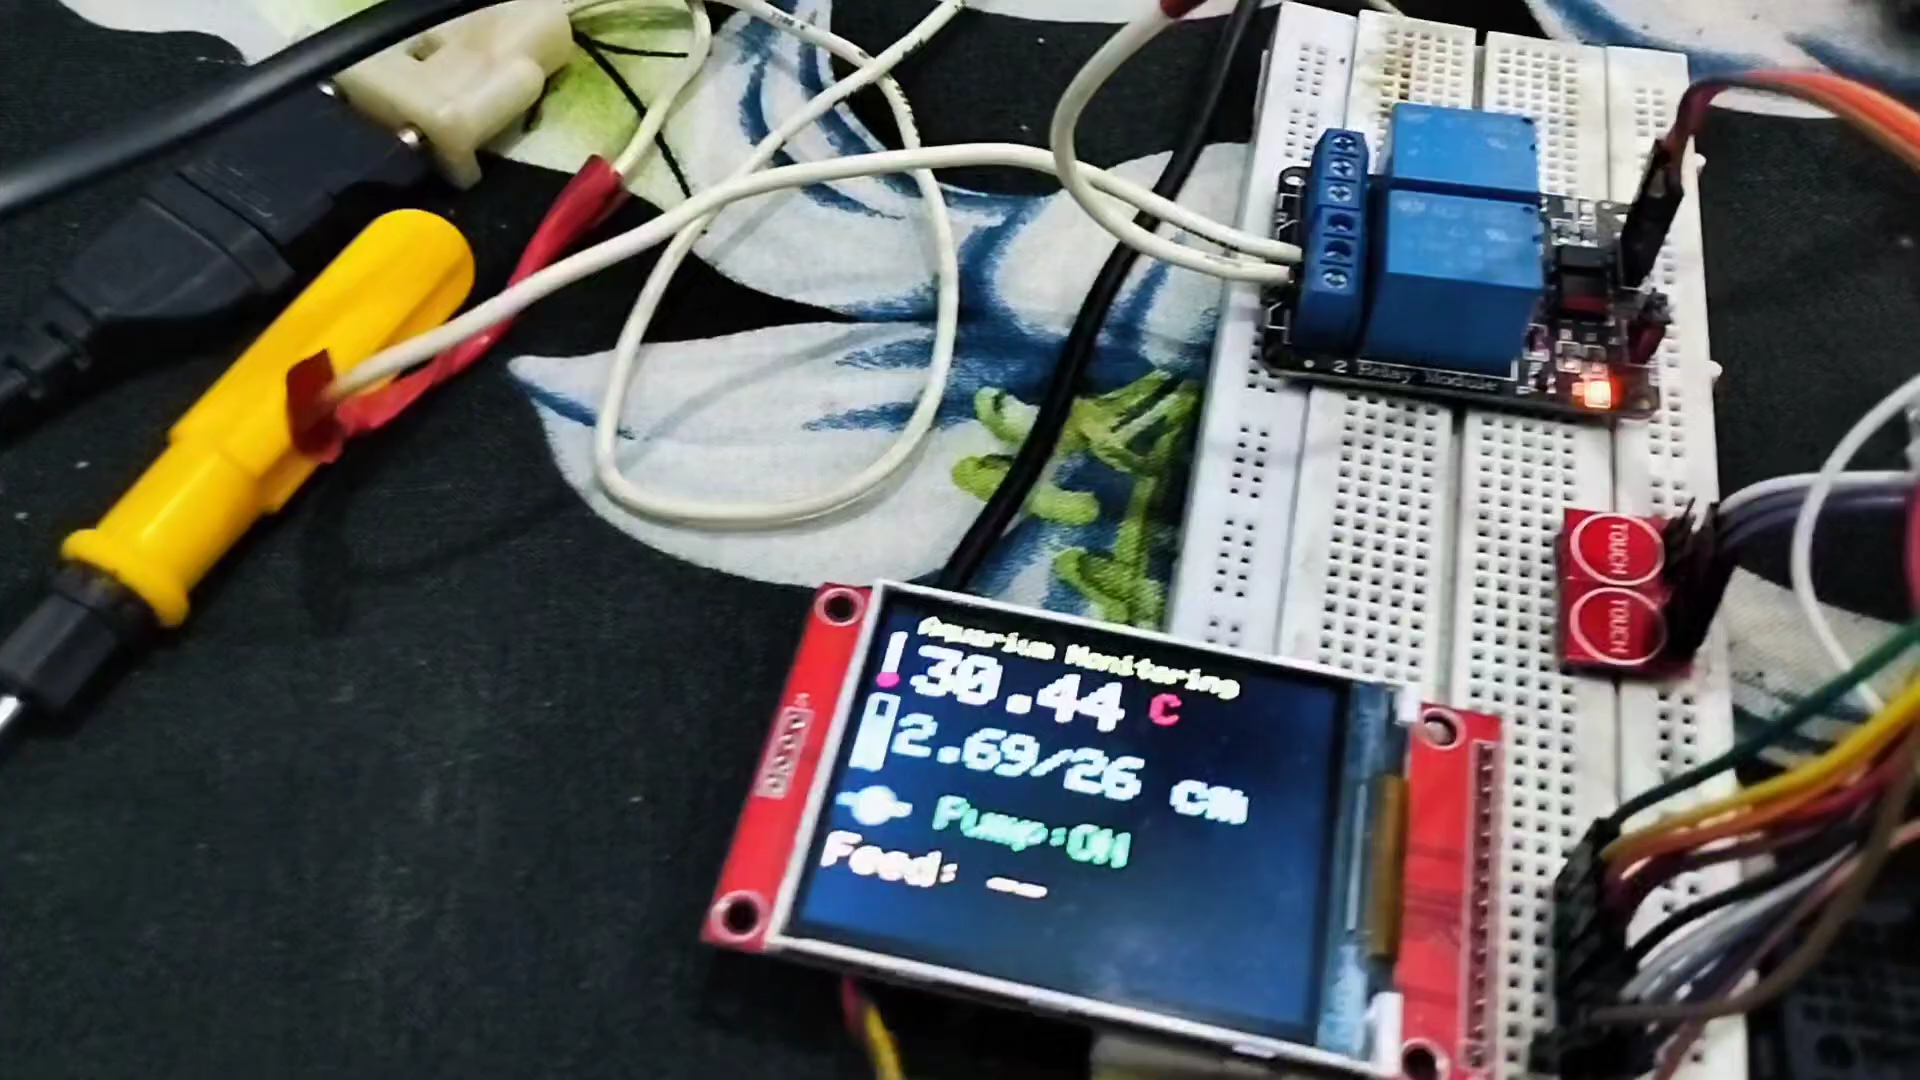 2 Relay Module
TOUCH
TOUCH
Aquarium Monitoring
30.44 C
2.69/26 cm
Pump:ON
Feed: --